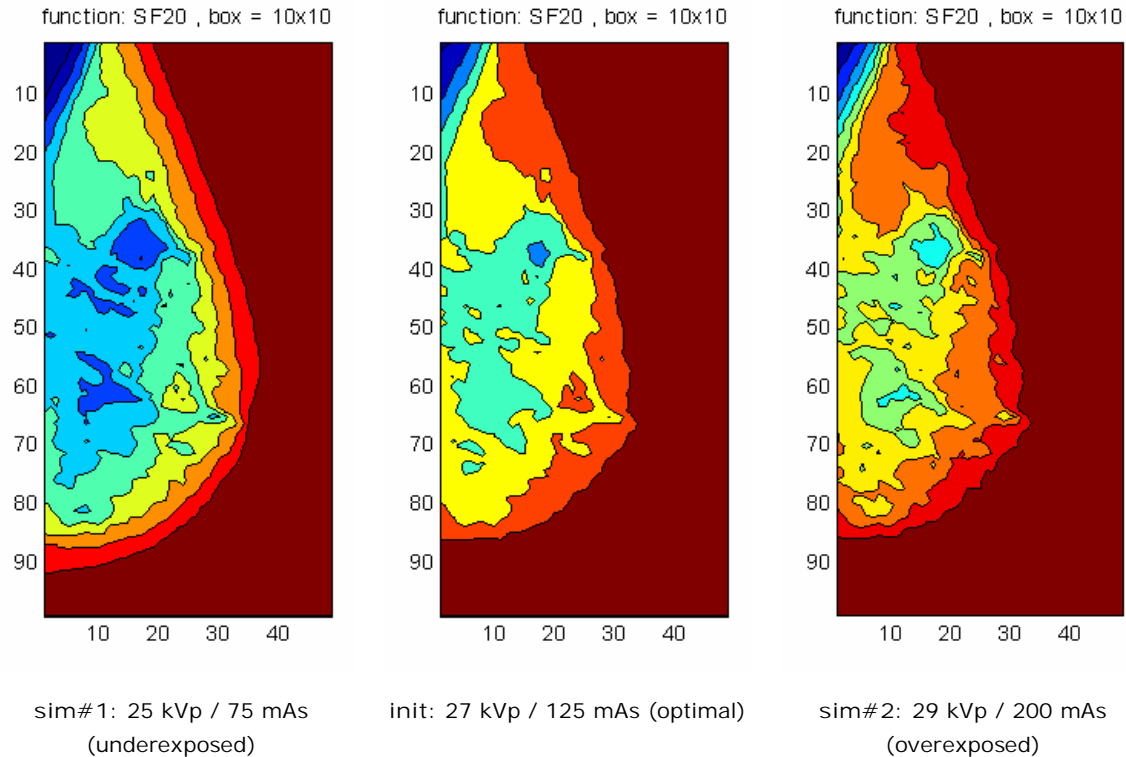 function: SF20 , box = 10x10
10
20
30
40
50
60
70
80
90
10 20 30 40
sim#1: 25 kVp / 75 mAs
(underexposed)
function: SF20 , box = 10x10
10
20
30
40
50
60
70
80
90
10 20 30 40
init: 27 kVp / 125 mAs (optimal)
function: SF20 , box = 10x10
10
20
30
40
50
60
70
80
90
10 20 30 40
sim#2: 29 kVp / 200 mAs
(overexposed)